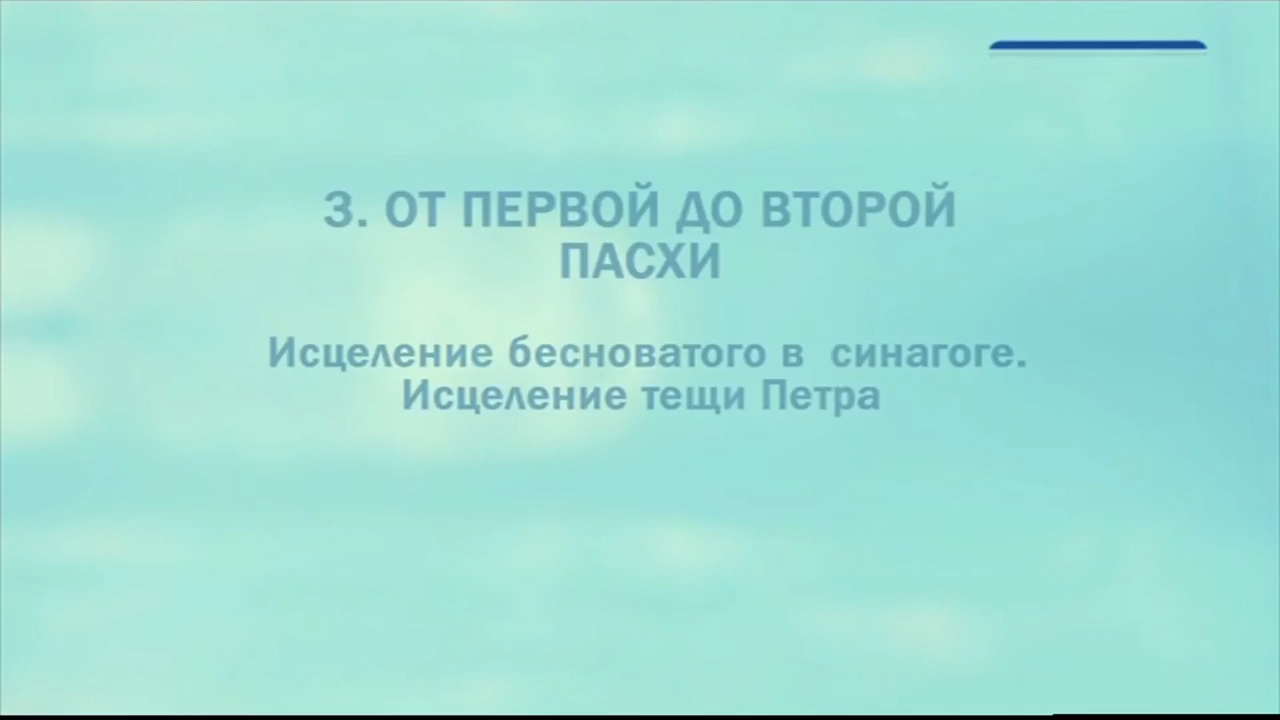 3. ОТ ПЕРВОЙ ДО ВТОРОЙ
ПАСХИ
Исцеление бесноватого в  синагоге.
Исцеление тещи Петра